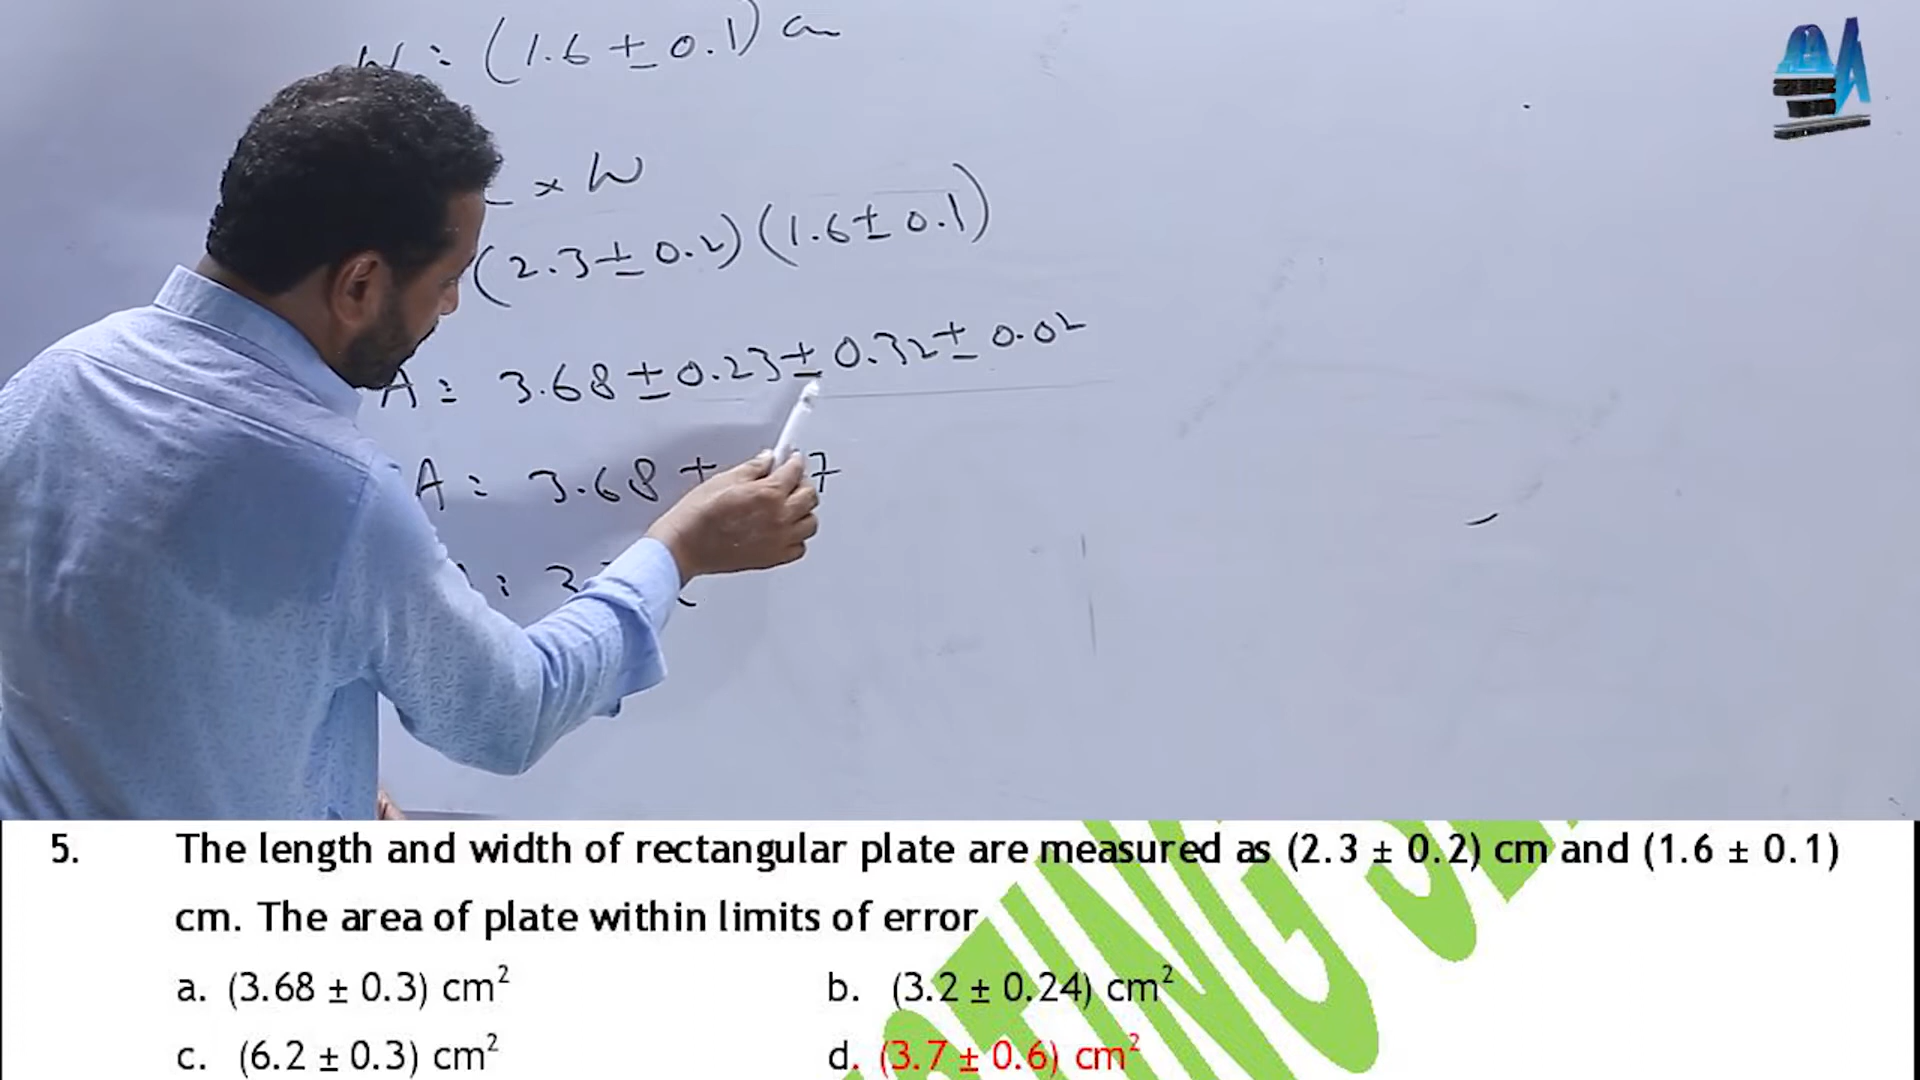 W : (1.6 ± 0.1) cm
× W
(2.3 ± 0.2) (1.6 ± 0.1)
A = 3.68 ± 0.23 ± 0.32 ± 0.02
A = 3.68 ± 7
5. The length and width of rectangular plate are measured as (2.3 ± 0.2) cm and (1.6 ± 0.1)
cm. The area of plate within limits of error
a. (3.68 ± 0.3) cm² b. (3.2 ± 0.24) cm²
c. (6.2 ± 0.3) cm² d. (3.7 ± 0.6) cm²